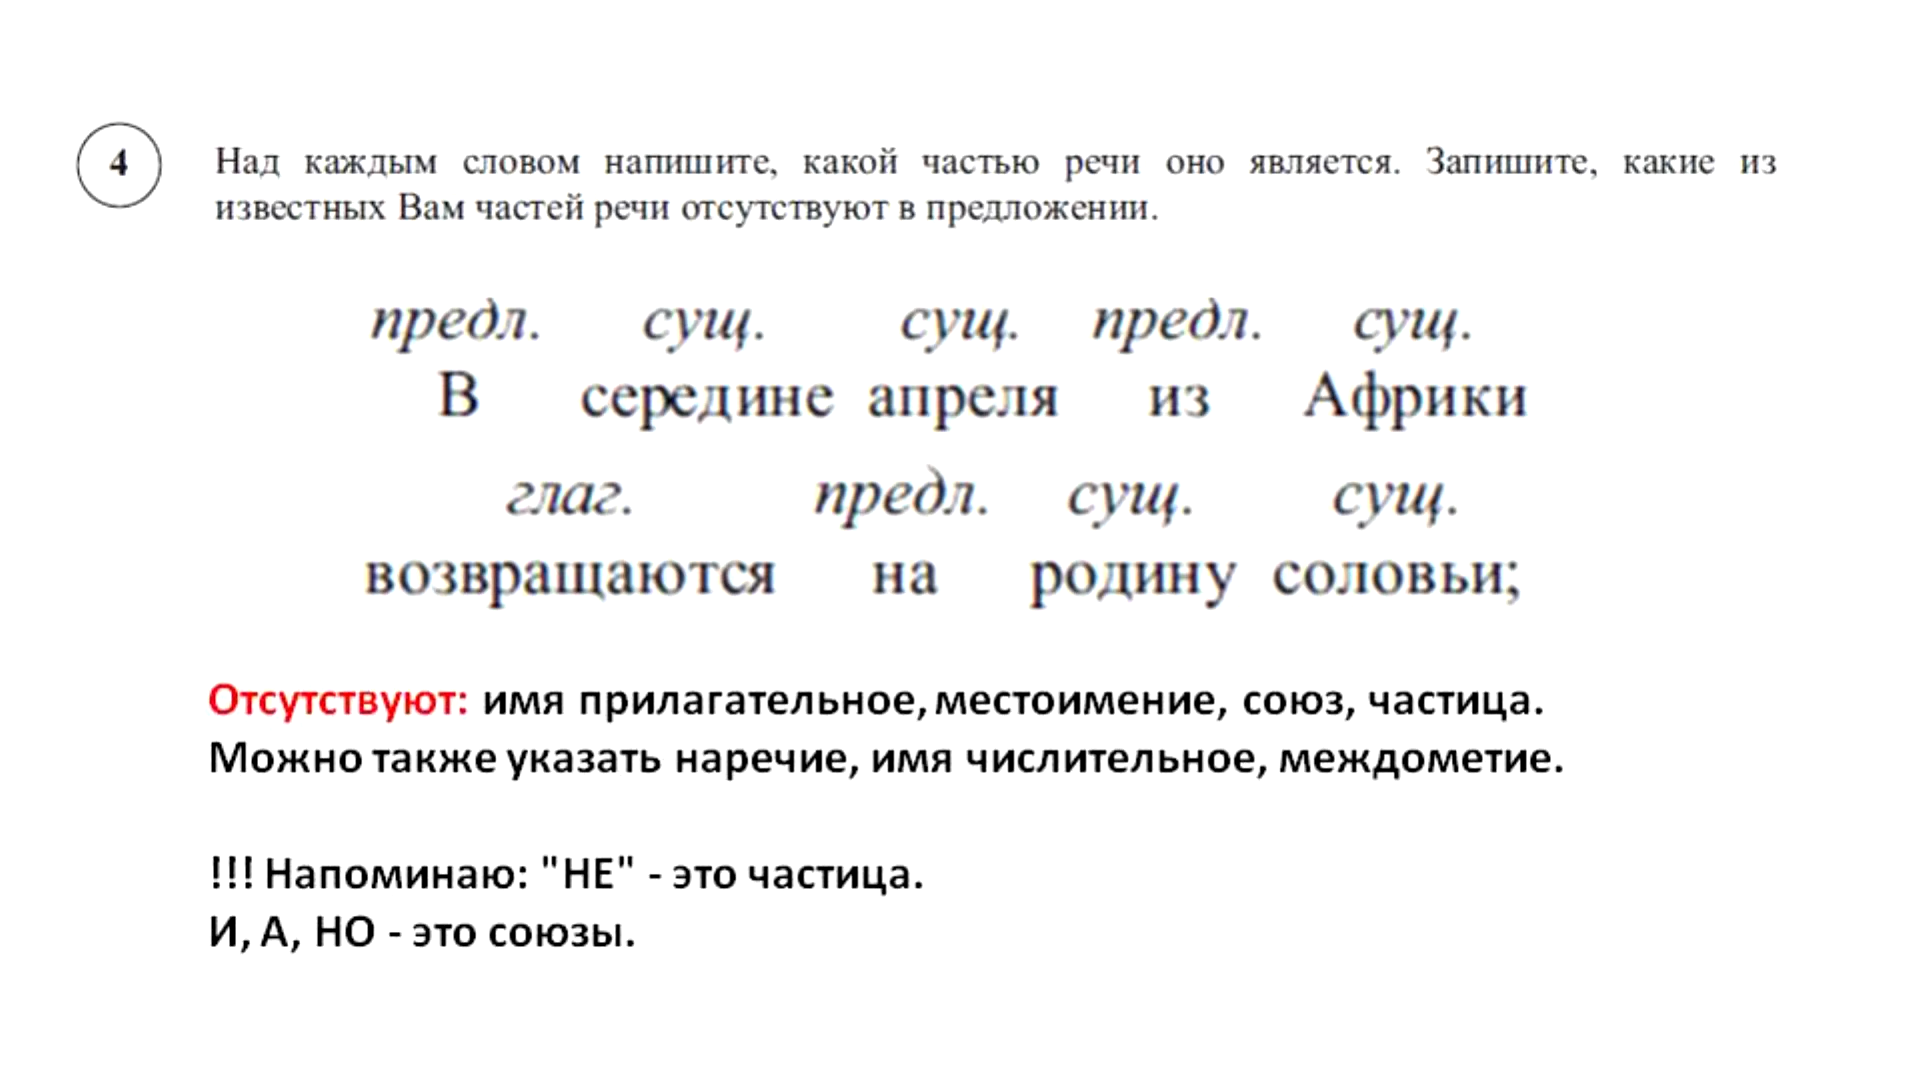 4
Над каждым словом напишите, какой частью речи оно является. Запишите, какие из
известных Вам частей речи отсутствуют в предложении.
предл. сущ. сущ. предл. сущ.
В середине апреля из Африки
глаг. предл. сущ. сущ.
возвращаются на родину соловьи;
Отсутствуют: имя прилагательное, местоимение, союз, частица.
Можно также указать наречие, имя числительное, междометие.
!!! Напоминаю: "НЕ" - это частица.
И, А, НО - это союзы.